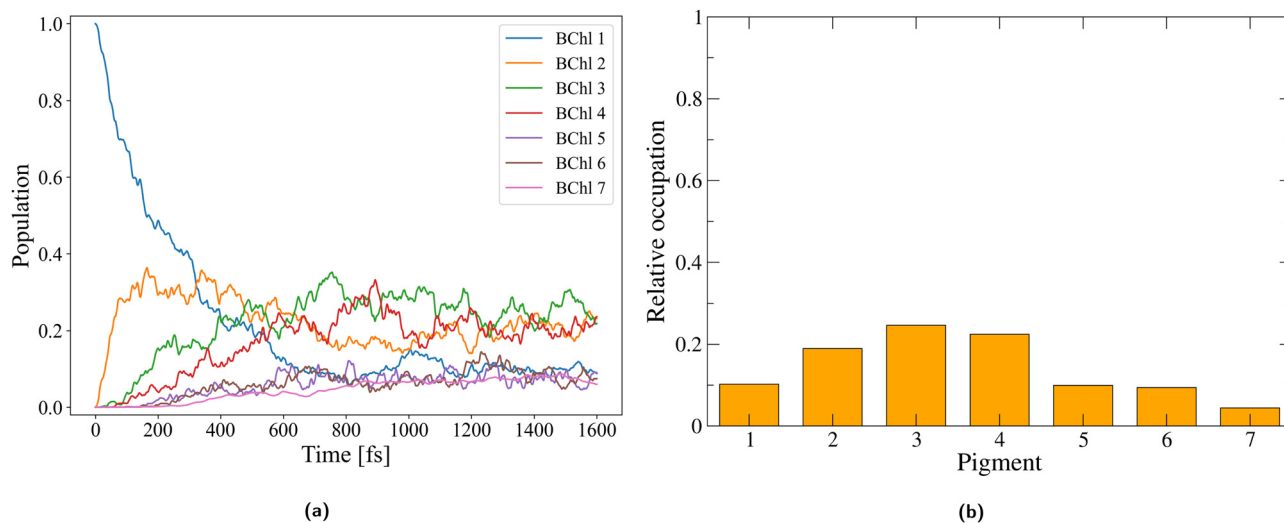 1.0
0.8
0.6
0.4
0.2
0.0
Population
0
200
400
600
800
1000
1200
1400
1600
Time [fs]
BChl 1
BChl 2
BChl 3
BChl 4
BChl 5
BChl 6
BChl 7
(a)
1
0.8
0.6
0.4
0.2
0
Relative occupation
1
2
3
4
5
6
7
Pigment
(b)